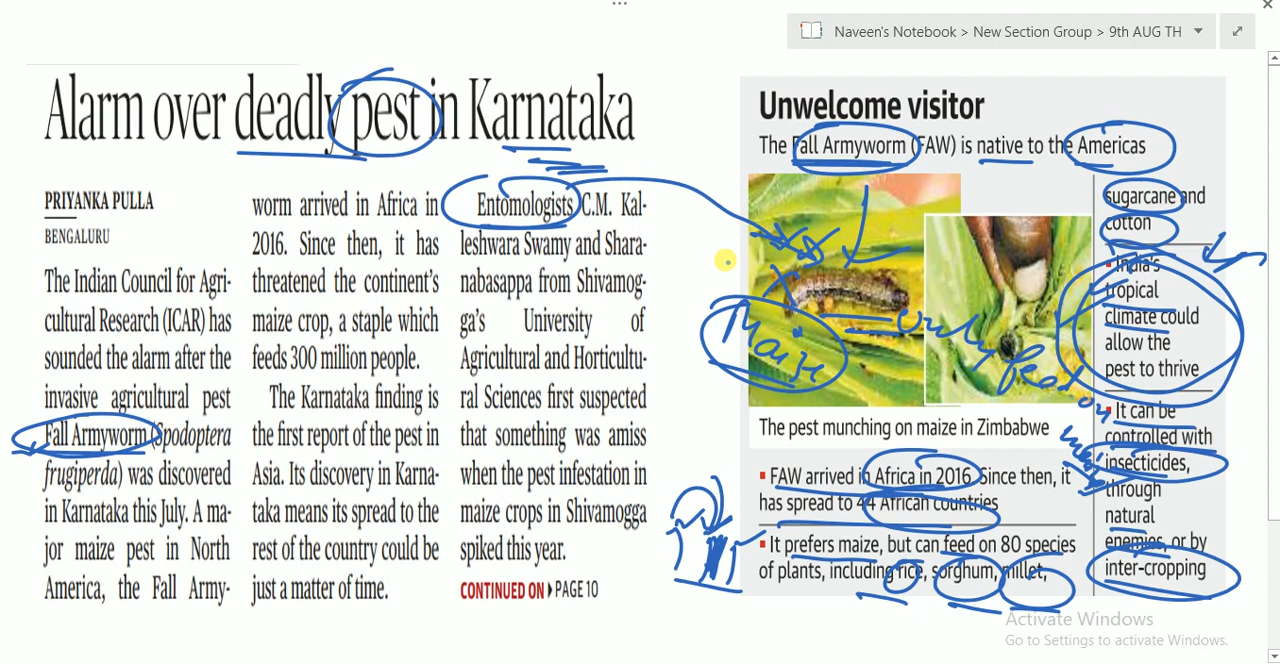 Naveen's Notebook > New Section Group > 9th AUG TH
Alarm over deadly pest in Karnataka
PRIYANKA PULLA
BENGALURU
The Indian Council for Agri-
cultural Research (ICAR) has
sounded the alarm after the
invasive agricultural pest
Fall Armyworm (Spodoptera
frugiperda) was discovered
in Karnataka this July. A ma-
jor maize pest in North
America, the Fall Army-
worm arrived in Africa in
2016. Since then, it has
threatened the continent's
maize crop, a staple which
feeds 300 million people.
The Karnataka finding is
the first report of the pest in
Asia. Its discovery in Karna-
taka means its spread to the
rest of the country could be
just a matter of time.
Entomologists C.M. Kal-
leshwara Swamy and Shara-
nabasappa from Shivamog-
ga's University of
Agricultural and Horticultu-
ral Sciences first suspected
that something was amiss
when the pest infestation in
maize crops in Shivamogga
spiked this year.
CONTINUED ON PAGE 10
Unwelcome visitor
The Fall Armyworm (FAW) is native to the Americas
Maize
only feed on
The pest munching on maize in Zimbabwe
▪ FAW arrived in Africa in 2016. Since then, it
has spread to 44 African countries
▪ It prefers maize, but can feed on 80 species
of plants, including rice, sorghum, millet,
sugarcane and
cotton
▪ India's
tropical
climate could
allow the
pest to thrive
▪ It can be
controlled with
insecticides,
through
natural
enemies, or by
inter-cropping
Activate Windows
Go to Settings to activate Windows.